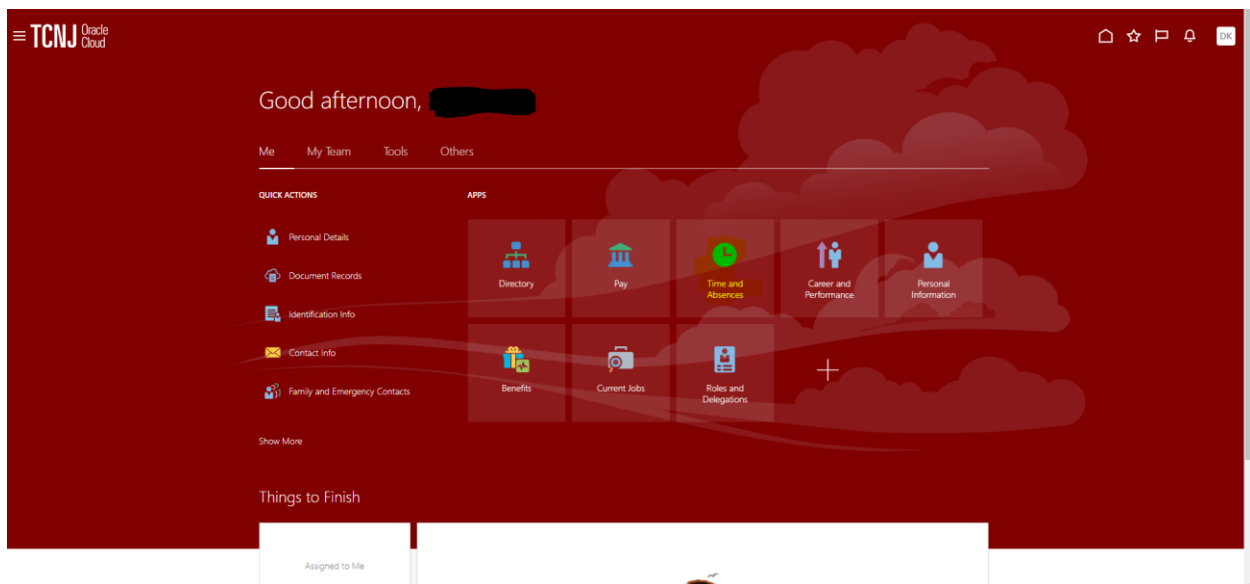 TCNJ Oracle Cloud
DK
Good afternoon,
Me My Team Tools Others
QUICK ACTIONS
APPS
Personal Details
Document Records
Identification Info
Contact Info
Family and Emergency Contacts
Show More
Directory
Pay
Time and
Absences
Career and
Performance
Personal
Information
Benefits
Current Jobs
Roles and
Delegations
Things to Finish
Assigned to Me